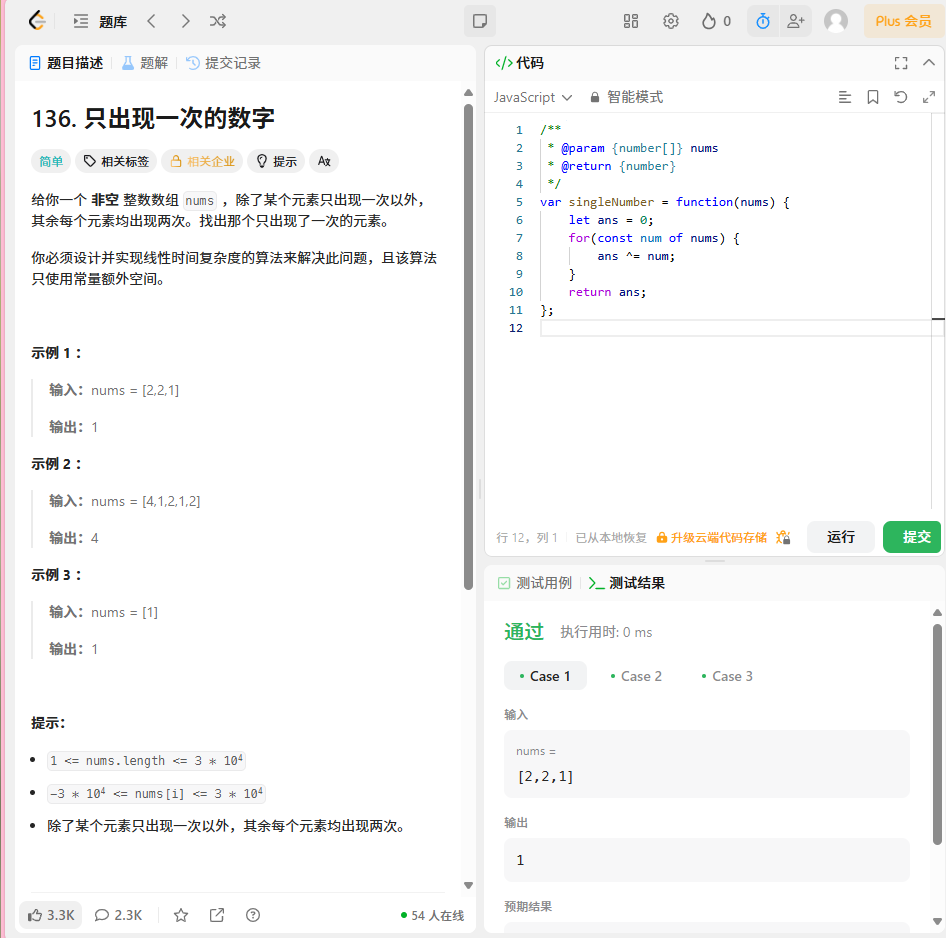 题库
0
Plus 会员
题目描述
题解
提交记录
136. 只出现一次的数字
简单
相关标签
相关企业
提示
给你一个 非空 整数数组 nums ，除了某个元素只出现一次以外，
其余每个元素均出现两次。找出那个只出现了一次的元素。
你必须设计并实现线性时间复杂度的算法来解决此问题，且该算法
只使用常量额外空间。
示例 1 ：
输入：nums = [2,2,1]
输出：1
示例 2 ：
输入：nums = [4,1,2,1,2]
输出：4
示例 3 ：
输入：nums = [1]
输出：1
提示：
1 <= nums.length <= 3 * 10⁴
-3 * 10⁴ <= nums[i] <= 3 * 10⁴
除了某个元素只出现一次以外，其余每个元素均出现两次。
3.3K
2.3K
54 人在线
</> 代码
JavaScript
智能模式
1 /**
2 * @param {number[]} nums
3 * @return {number}
4 */
5 var singleNumber = function(nums) {
6 let ans = 0;
7 for(const num of nums) {
8 ans ^= num;
9 }
10 return ans;
11 };
12
行 12，列 1
已从本地恢复
升级云端代码存储
运行
提交
测试用例
测试结果
通过
执行用时: 0 ms
Case 1
Case 2
Case 3
输入
nums =
[2,2,1]
输出
1
预期结果